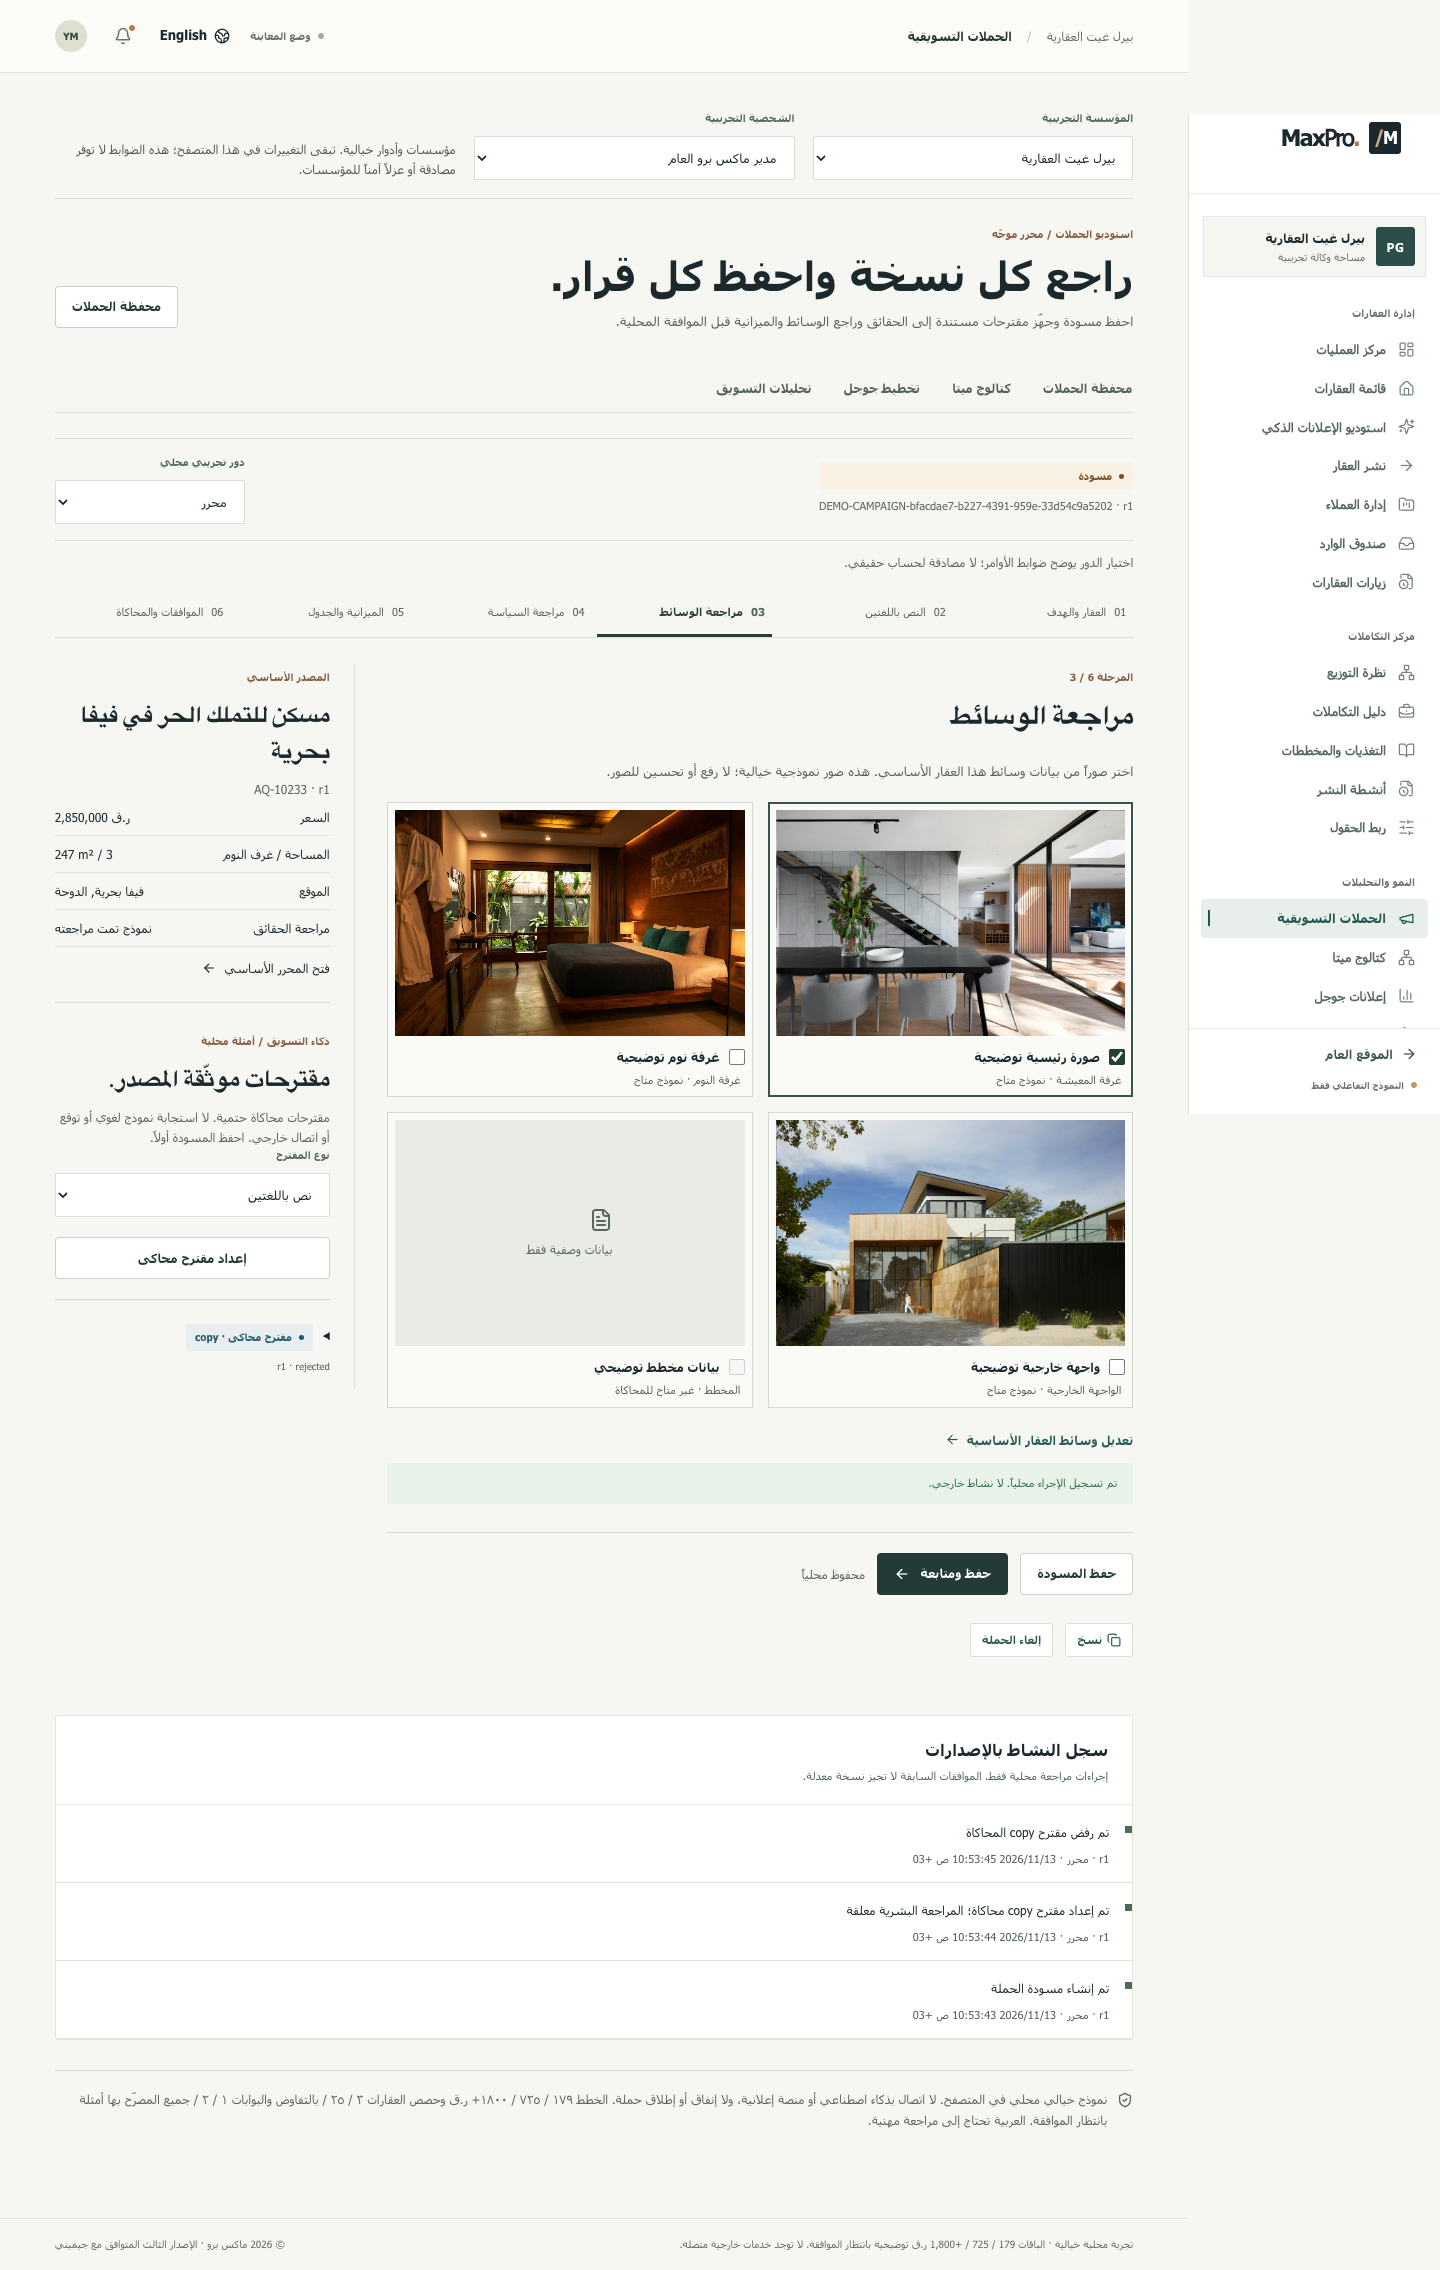 بيرل غيت العقارية / الحملات التسويقية
وضع المعاينة
English
YM
MaxPro.
/M
PG
بيرل غيت العقارية
مساحة وكالة تجريبية
إدارة العقارات
مركز العمليات
قائمة العقارات
استوديو الإعلانات الذكي
نشر العقار
إدارة العملاء
صندوق الوارد
زيارات العقارات
مركز التكاملات
نظرة التوزيع
دليل التكاملات
التغذيات والمخططات
أنشطة النشر
ربط الحقول
النمو والتحليلات
الحملات التسويقية
كتالوج ميتا
إعلانات جوجل
الموقع العام
النموذج التفاعلي فقط
المؤسسة التجريبية
بيرل غيت العقارية
الشخصية التجريبية
مدير ماكس برو العام
مؤسسات وأدوار خيالية. تبقى التغييرات في هذا المتصفح؛ هذه الضوابط لا توفر
مصادقة أو عزلاً آمناً للمؤسسات.
استوديو الحملات / محرر موجّه
راجع كل نسخة واحفظ كل قرار.
احفظ مسودة وجهّز مقترحات مستندة إلى الحقائق وراجع الوسائط والميزانية قبل الموافقة المحلية.
محفظة الحملات
محفظة الحملات
كتالوج ميتا
تخطيط جوجل
تحليلات التسويق
مسودة
DEMO-CAMPAIGN-bfacdae7-b227-4391-959e-33d54c9a5202 · r1
دور تجريبي محلي
محرر
اختيار الدور يوضح ضوابط الأوامر؛ لا مصادقة لحساب حقيقي.
01 العقار والهدف
02 النص باللغتين
03 مراجعة الوسائط
04 مراجعة السياسة
05 الميزانية والجدول
06 الموافقات والمحاكاة
المرحلة 6 / 3
مراجعة الوسائط
اختر صوراً من بيانات وسائط هذا العقار الأساسي. هذه صور نموذجية خيالية؛ لا رفع أو تحسين للصور.
صورة رئيسية توضيحية
غرفة المعيشة · نموذج متاح
غرفة نوم توضيحية
غرفة النوم · نموذج متاح
واجهة خارجية توضيحية
الواجهة الخارجية · نموذج متاح
بيانات وصفية فقط
بيانات مخطط توضيحي
المخطط · غير متاح للمحاكاة
تعديل وسائط العقار الأساسية
تم تسجيل الإجراء محلياً. لا نشاط خارجي.
حفظ المسودة
حفظ ومتابعة
محفوظ محلياً
نسخ
إلغاء الحملة
المصدر الأساسي
مسكن للتملك الحر في فيفا
بحرية
AQ-10233 · r1
السعر
2,850,000 ر.ق
المساحة / غرف النوم
247 m² / 3
الموقع
فيفا بحرية, الدوحة
مراجعة الحقائق
نموذج تمت مراجعته
فتح المحرر الأساسي
ذكاء التسويق / أمثلة محلية
مقترحات موثّقة المصدر.
مقترحات محاكاة حتمية. لا استجابة نموذج لغوي أو توقع
أو اتصال خارجي. احفظ المسودة أولاً.
نوع المقترح
نص باللغتين
إعداد مقترح محاكى
مقترح محاكى · copy
r1 · rejected
سجل النشاط بالإصدارات
إجراءات مراجعة محلية فقط. الموافقات السابقة لا تجيز نسخة معدلة.
تم رفض مقترح copy المحاكاة
r1 · محرر · 2026/11/13 10:53:45 ص +03
تم إعداد مقترح copy محاكاة؛ المراجعة البشرية معلقة
r1 · محرر · 2026/11/13 10:53:44 ص +03
تم إنشاء مسودة الحملة
r1 · محرر · 2026/11/13 10:53:43 ص +03
نموذج خيالي محلي في المتصفح. لا اتصال بذكاء اصطناعي أو منصة إعلانية، ولا إنفاق أو إطلاق حملة. الخطط ١٧٩ / ٧٢٥ / ١٨٠٠+ ر.ق وحصص العقارات ٣ / ٢٥ / بالتفاوض والبوابات ١ / ٢ / جميع المصرّح بها أمثلة
بانتظار الموافقة. العربية تحتاج إلى مراجعة مهنية.
تجربة محلية خيالية · الباقات 179 / 725 / +1,800 ر.ق توضيحية بانتظار الموافقة. لا توجد خدمات خارجية متصلة.
© 2026 ماكس برو · الإصدار الثالث المتوافق مع جيميني